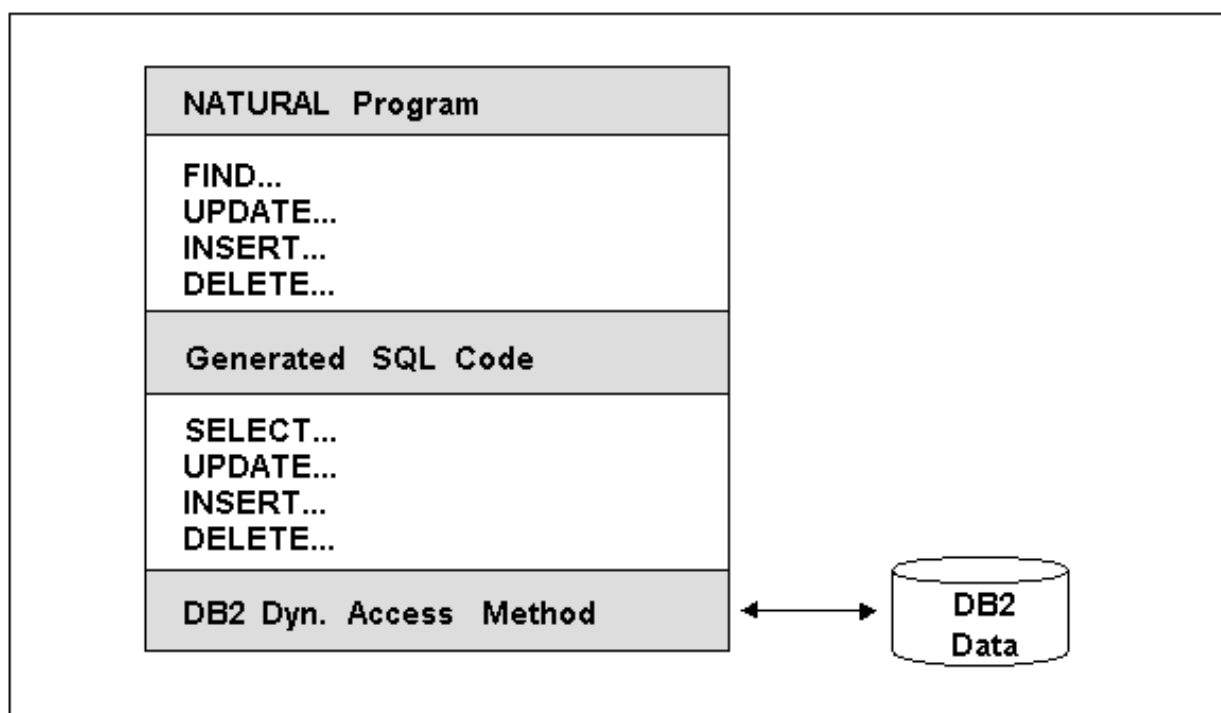 NATURAL Program
FIND...
UPDATE...
INSERT...
DELETE...
Generated SQL Code
SELECT...
UPDATE...
INSERT...
DELETE...
DB2 Dyn. Access Method
DB2
Data